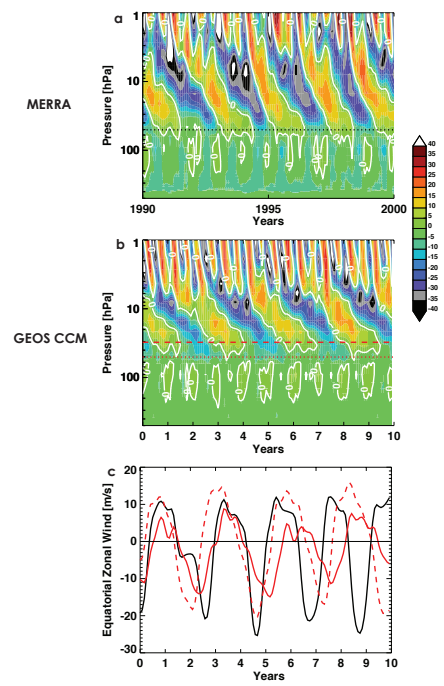 a
MERRA
Pressure [hPa]
1
10
100
1990 1995 2000
Years
40
35
30
25
20
15
10
5
0
-5
-10
-15
-20
-25
-30
-35
-40
b
GEOS CCM
Pressure [hPa]
1
10
100
0 1 2 3 4 5 6 7 8 9 10
Years
c
Equatorial Zonal Wind [m/s]
20
10
0
-10
-20
-30
0 1 2 3 4 5 6 7 8 9 10
Years